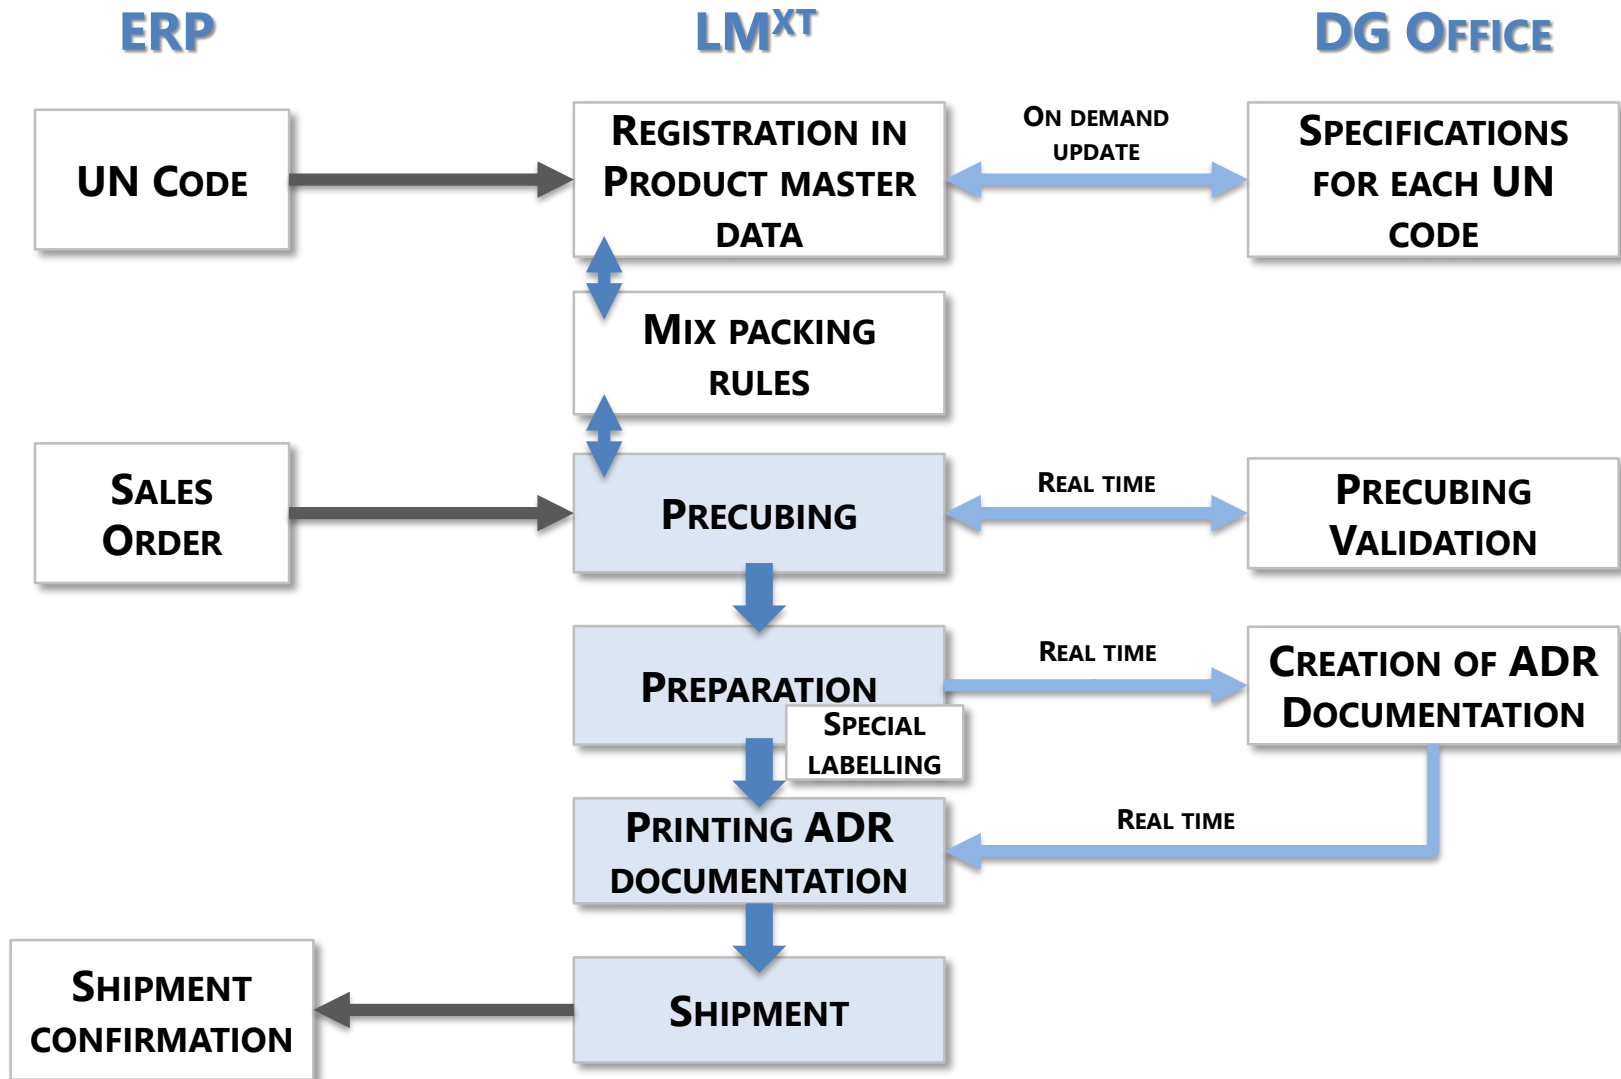 ERP
LMXT
DG OFFICE
UN CODE
REGISTRATION IN
PRODUCT MASTER
DATA
ON DEMAND
UPDATE
SPECIFICATIONS
FOR EACH UN
CODE
MIX PACKING
RULES
SALES
ORDER
PRECUBING
REAL TIME
PRECUBING
VALIDATION
PREPARATION
SPECIAL
LABELLING
REAL TIME
CREATION OF ADR
DOCUMENTATION
PRINTING ADR
DOCUMENTATION
REAL TIME
SHIPMENT
CONFIRMATION
SHIPMENT